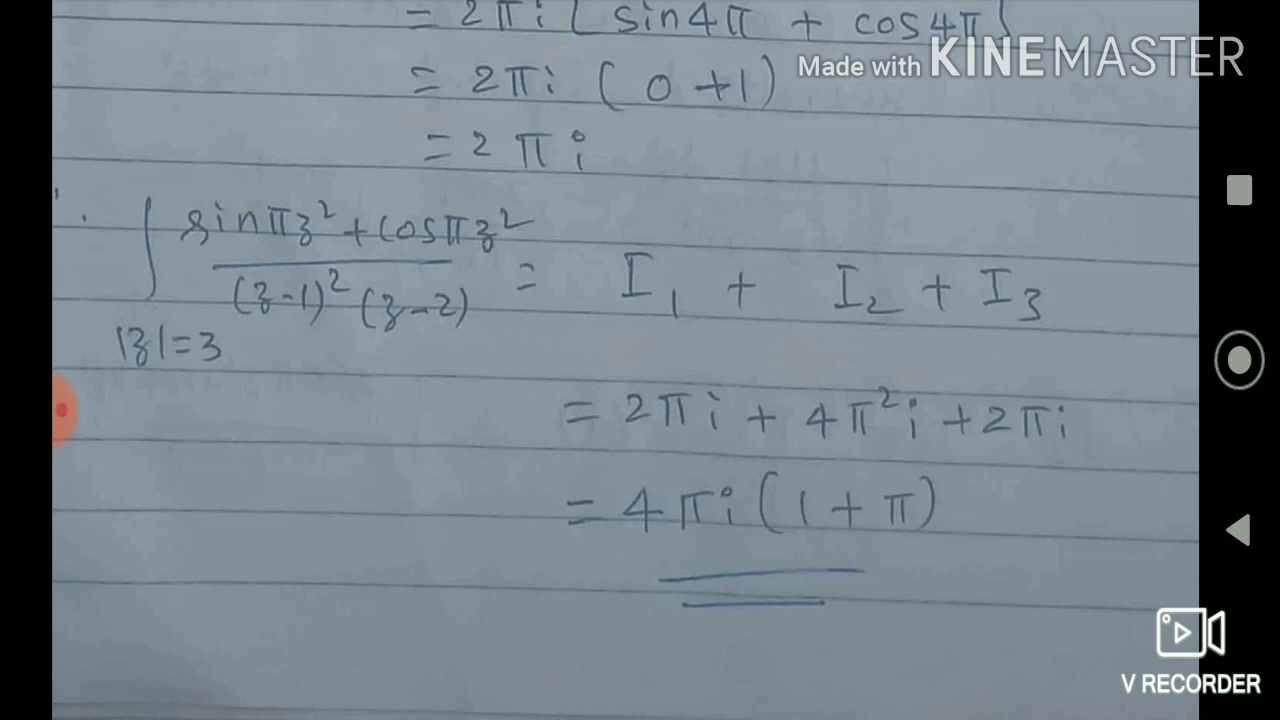 = 2πi { sin4π + cos4π }
Made with KINEMASTER
= 2πi ( 0 + 1 )
= 2πi
∴ ∫ sinπz² + cosπz² / (z-1)² (z-2) = I₁ + I₂ + I₃
|z|=3
= 2πi + 4π²i + 2πi
= 4πi ( 1 + π )
V RECORDER